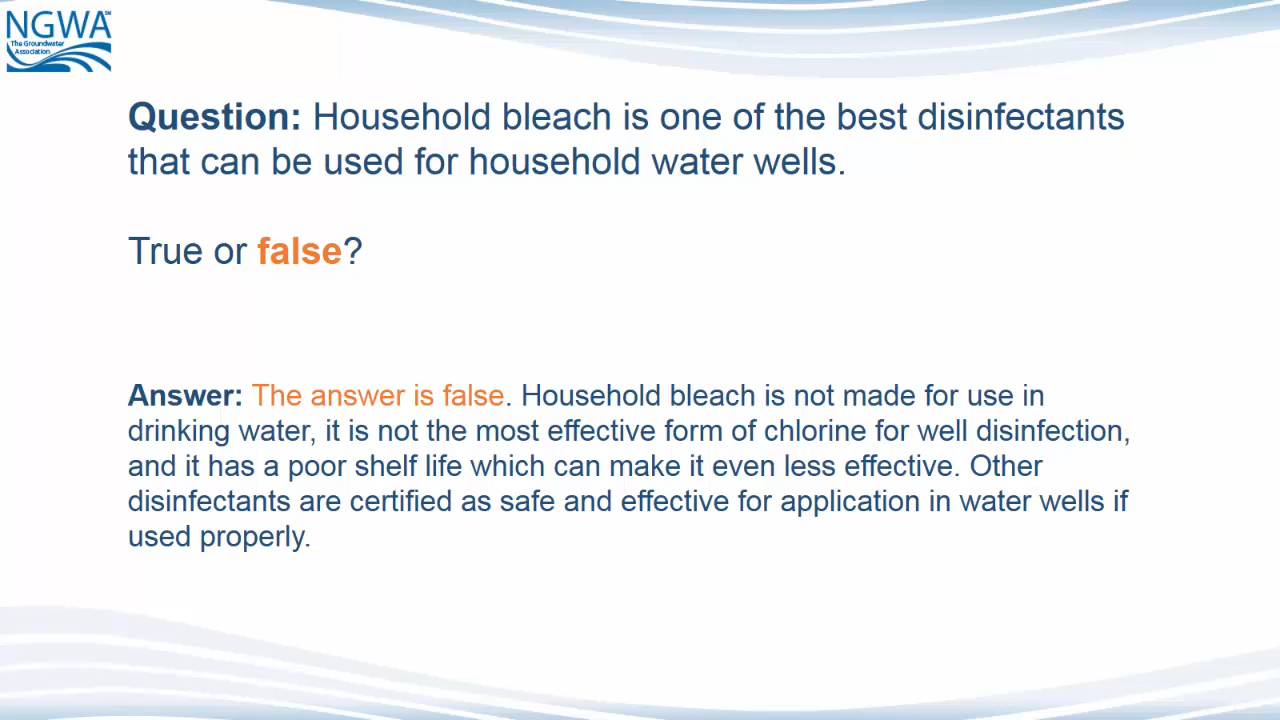 NGWA
The Groundwater
Association
Question: Household bleach is one of the best disinfectants
that can be used for household water wells.
True or false?
Answer: The answer is false. Household bleach is not made for use in
drinking water, it is not the most effective form of chlorine for well disinfection,
and it has a poor shelf life which can make it even less effective. Other
disinfectants are certified as safe and effective for application in water wells if
used properly.